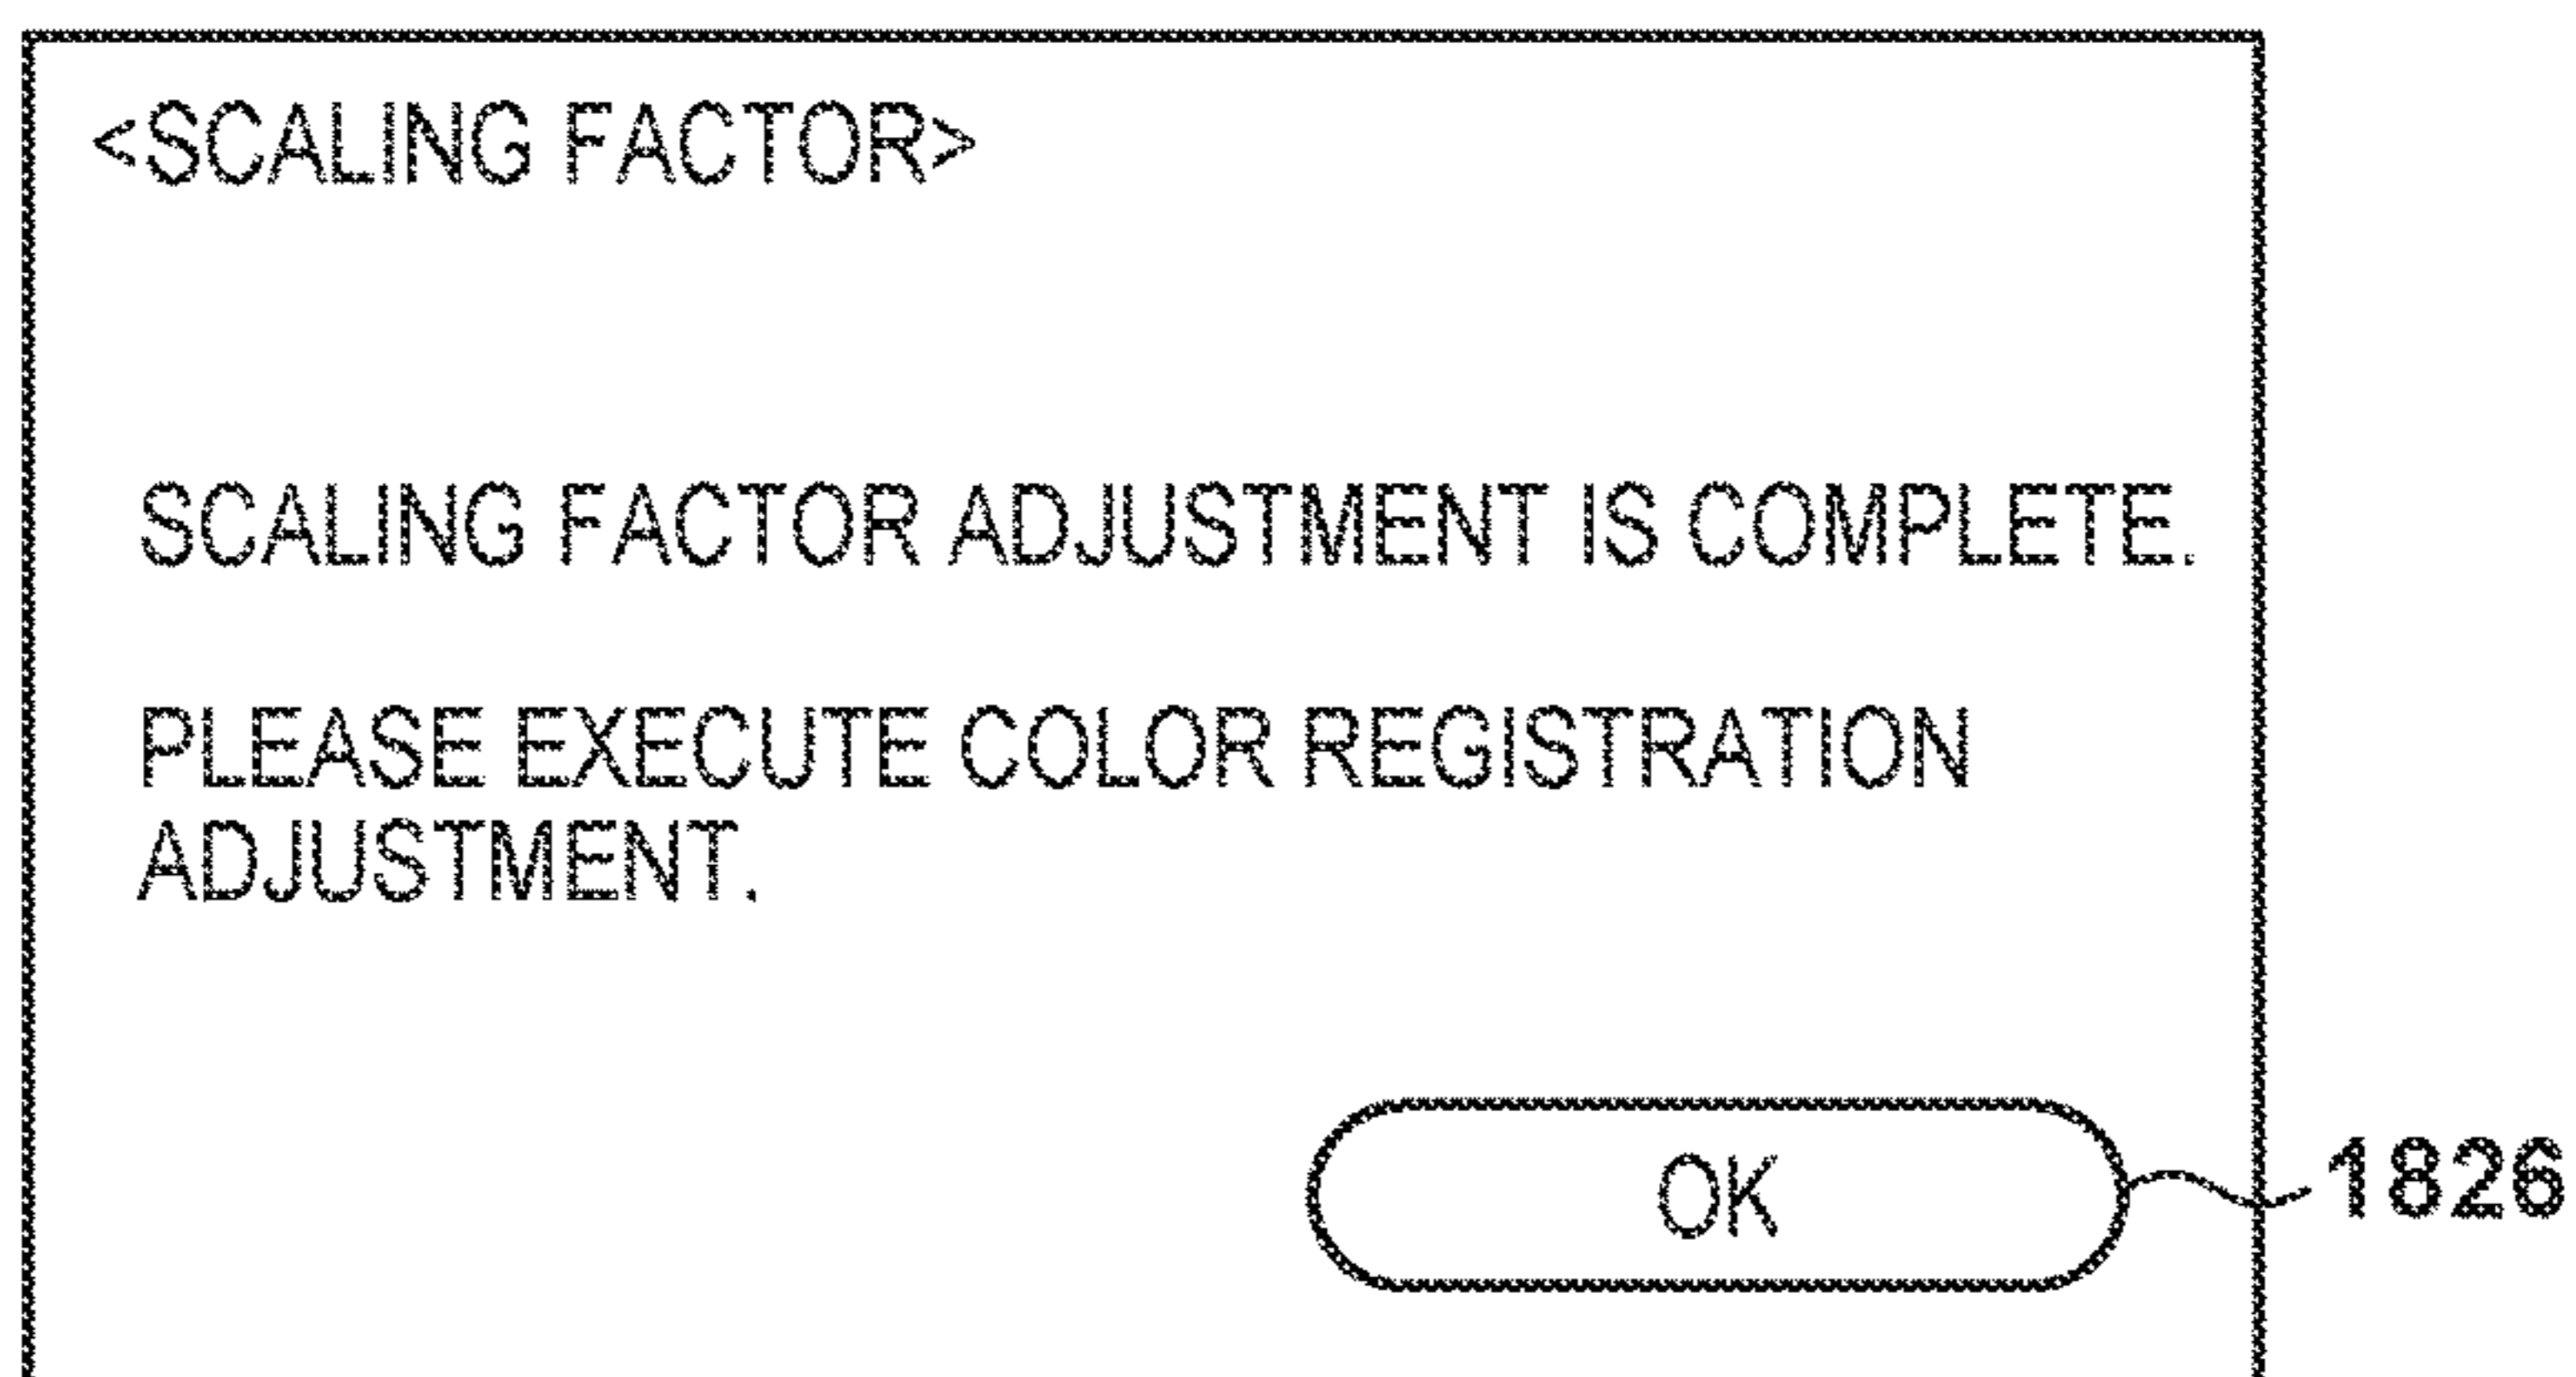 <SCALING FACTOR>
SCALING FACTOR ADJUSTMENT IS COMPLETE.
PLEASE EXECUTE COLOR REGISTRATION
ADJUSTMENT.
OK
1826